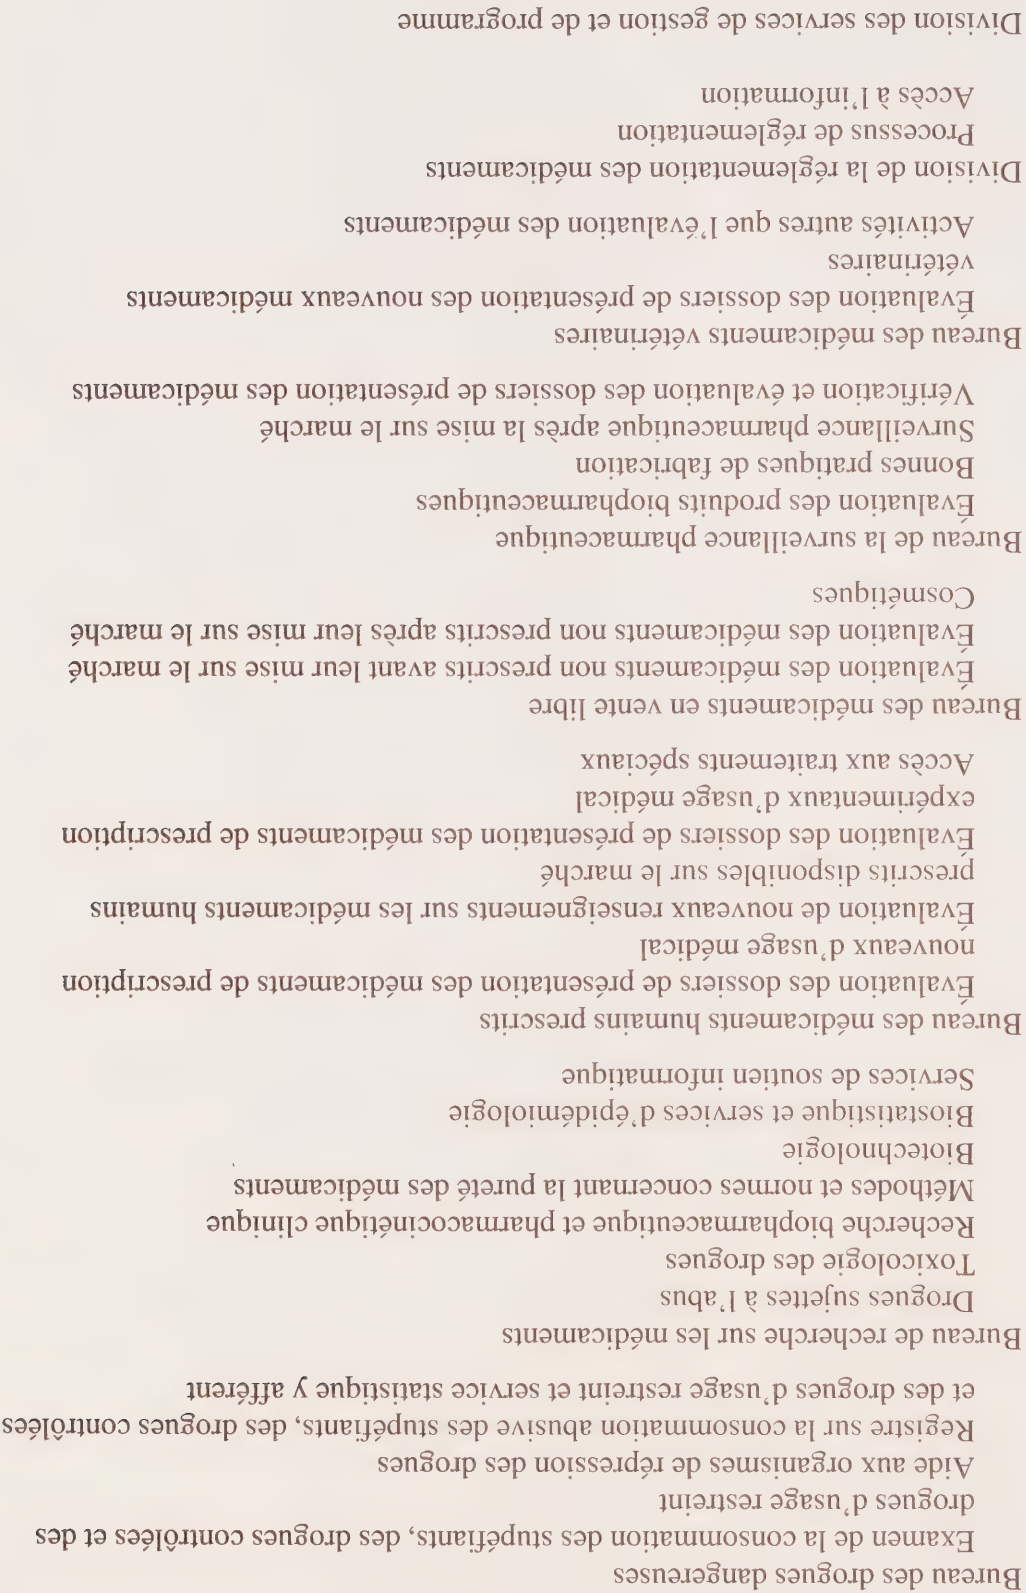 Bureau des drogues dangereuses
Examen de la consommation des stupéfiants, des drogues contrôlées et des
drogues d'usage restreint
Aide aux organismes de répression des drogues
Registre sur la consommation abusive des stupéfiants, des drogues contrôlées
et des drogues d'usage restreint et service statistique y afférent
Bureau de recherche sur les médicaments
Drogues sujettes à l'abus
Toxicologie des drogues
Recherche biopharmaceutique et pharmacocinétique clinique
Méthodes et normes concernant la pureté des médicaments
Biotechnologie
Biostatistique et services d'épidémiologie
Services de soutien informatique
Bureau des médicaments humains prescrits
Évaluation des dossiers de présentation des médicaments de prescription
nouveaux d'usage médical
Évaluation de nouveaux renseignements sur les médicaments humains
prescrits disponibles sur le marché
Évaluation des dossiers de présentation des médicaments de prescription
expérimentaux d'usage médical
Accès aux traitements spéciaux
Bureau des médicaments en vente libre
Évaluation des médicaments non prescrits avant leur mise sur le marché
Évaluation des médicaments non prescrits après leur mise sur le marché
Cosmétiques
Bureau de la surveillance pharmaceutique
Évaluation des produits biopharmaceutiques
Bonnes pratiques de fabrication
Surveillance pharmaceutique après la mise sur le marché
Vérification et évaluation des dossiers de présentation des médicaments
Bureau des médicaments vétérinaires
Évaluation des dossiers de présentation des nouveaux médicaments
vétérinaires
Activités autres que l'évaluation des médicaments
Division de la réglementation des médicaments
Processus de réglementation
Accès à l'information
Division des services de gestion et de programme